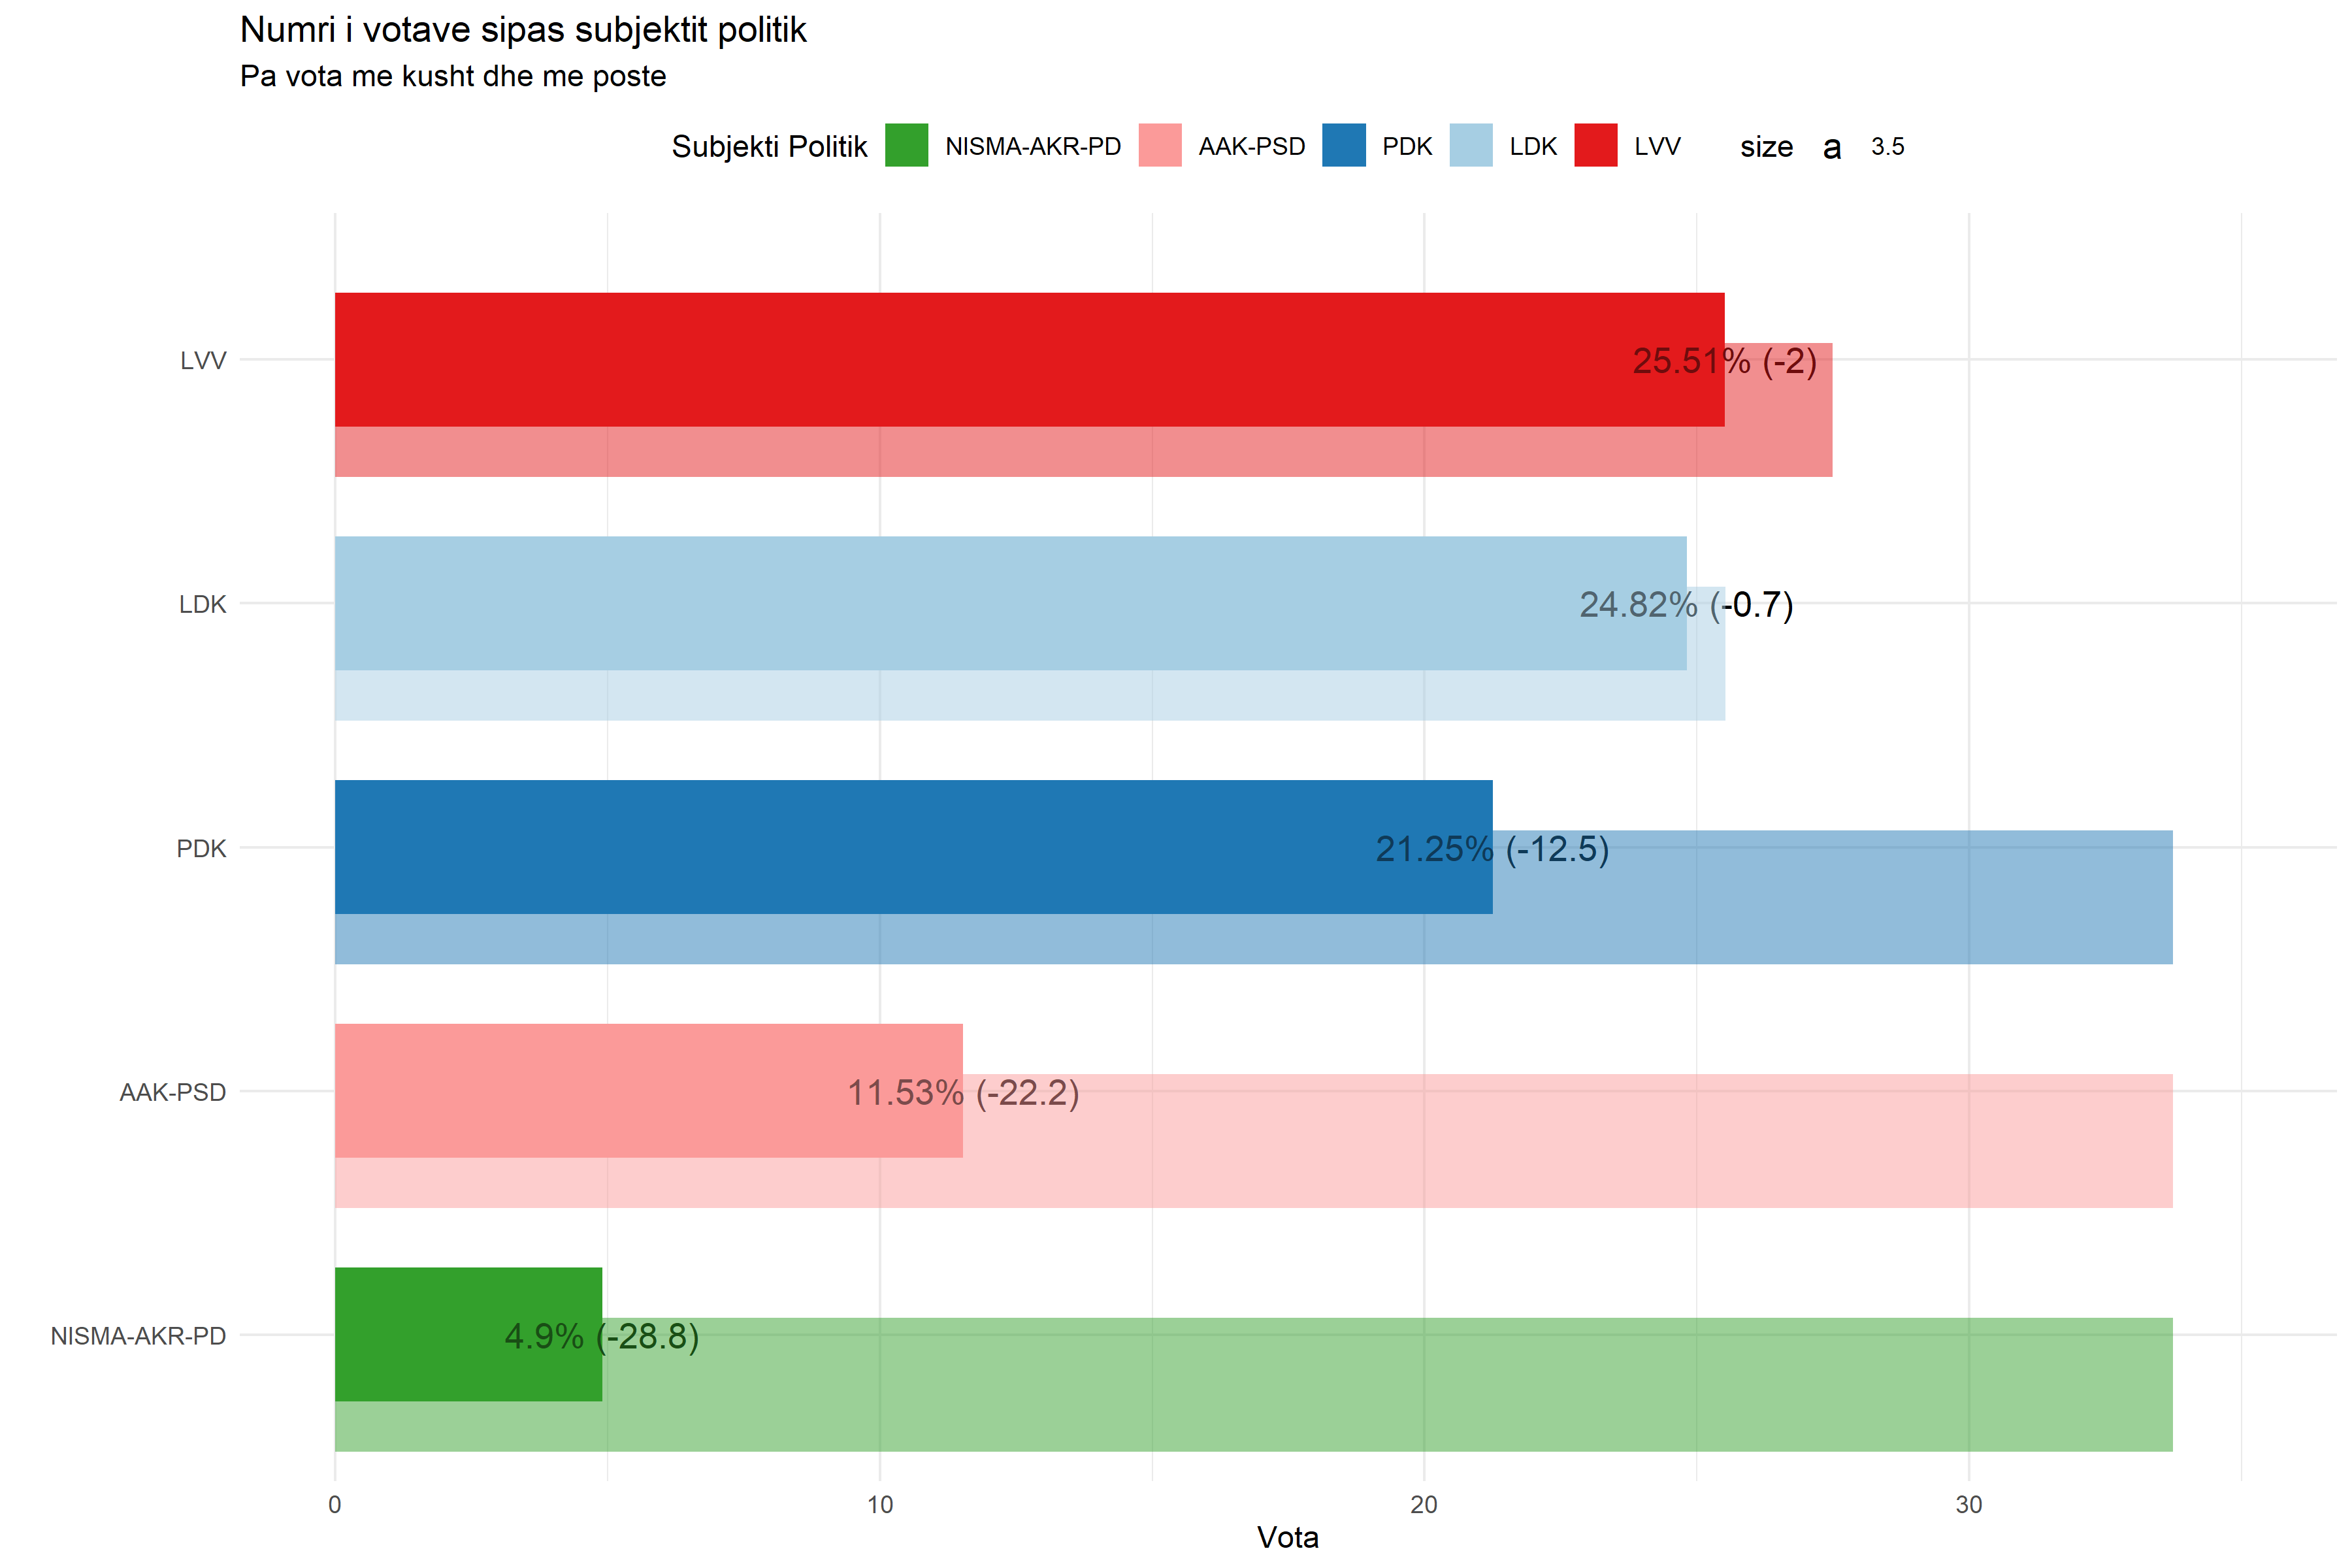 Numri i votave sipas subjektit politik
Pa vota me kusht dhe me poste
Subjekti Politik NISMA-AKR-PD AAK-PSD PDK LDK LVV size a 3.5
LVV 25.51% (-2)
LDK 24.82% (-0.7)
PDK 21.25% (-12.5)
AAK-PSD 11.53% (-22.2)
NISMA-AKR-PD 4.9% (-28.8)
0 10 20 30
Vota